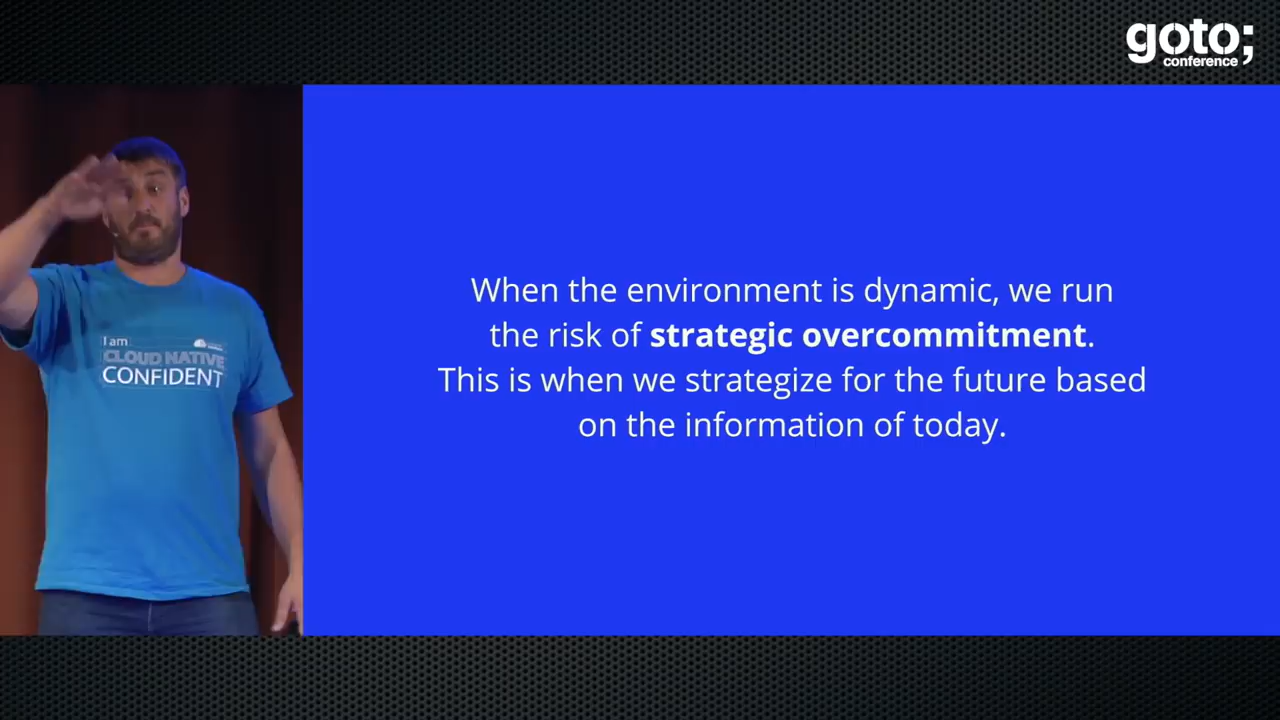 goto;
conference
I am
CLOUD NATIVE
CONFIDENT
When the environment is dynamic, we run
the risk of strategic overcommitment.
This is when we strategize for the future based
on the information of today.